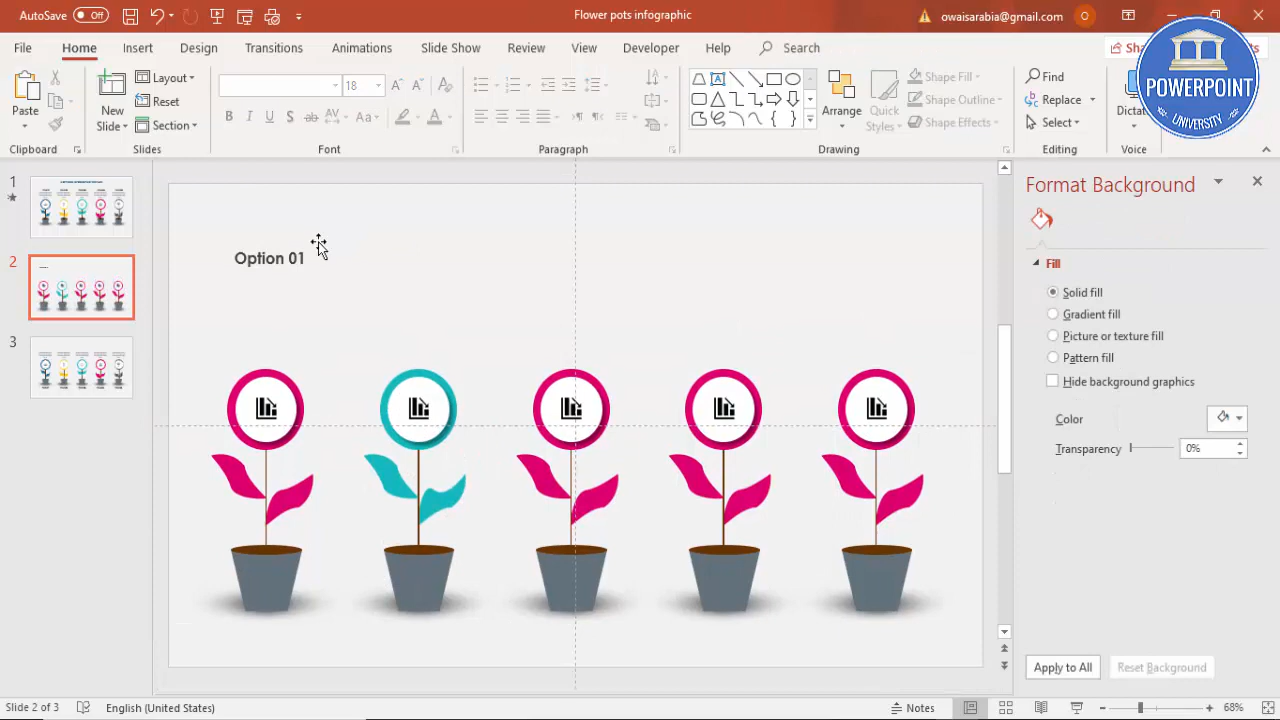 AutoSave Off
Flower pots infographic
owaisarabia@gmail.com
O
File Home Insert Design Transitions Animations Slide Show Review View Developer Help Search
POWERPOINT
UNIVERSITY
Paste
Clipboard
New
Slide
Layout
Reset
Section
Slides
18
B I U S ab AV Aa A
Font
Paragraph
Arrange
Quick
Styles
Shape Fill
Shape Outline
Shape Effects
Drawing
Find
Replace
Select
Editing
Voice
1
2
3
Option 01
Format Background
Fill
Solid fill
Gradient fill
Picture or texture fill
Pattern fill
Hide background graphics
Color
Transparency 0%
Apply to All Reset Background
Slide 2 of 3 English (United States) Notes 68%